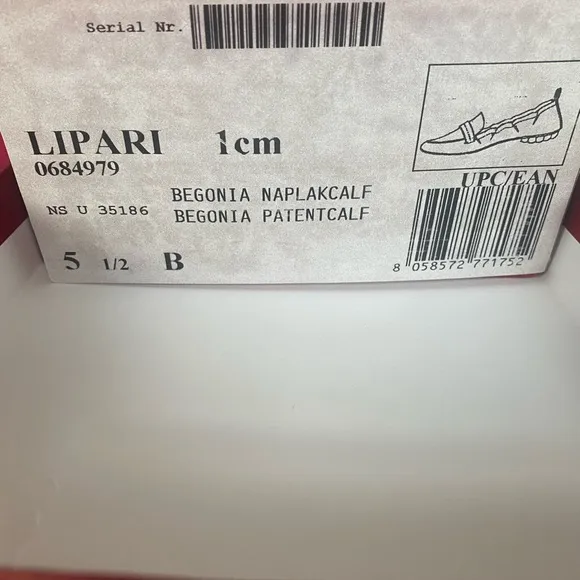 Serial Nr.
LIPARI 1cm
0684979
UPC/EAN
BEGONIA NAPLAKCALF
NS U 35186 BEGONIA PATENTCALF
5 1/2 B
8 058572 771752